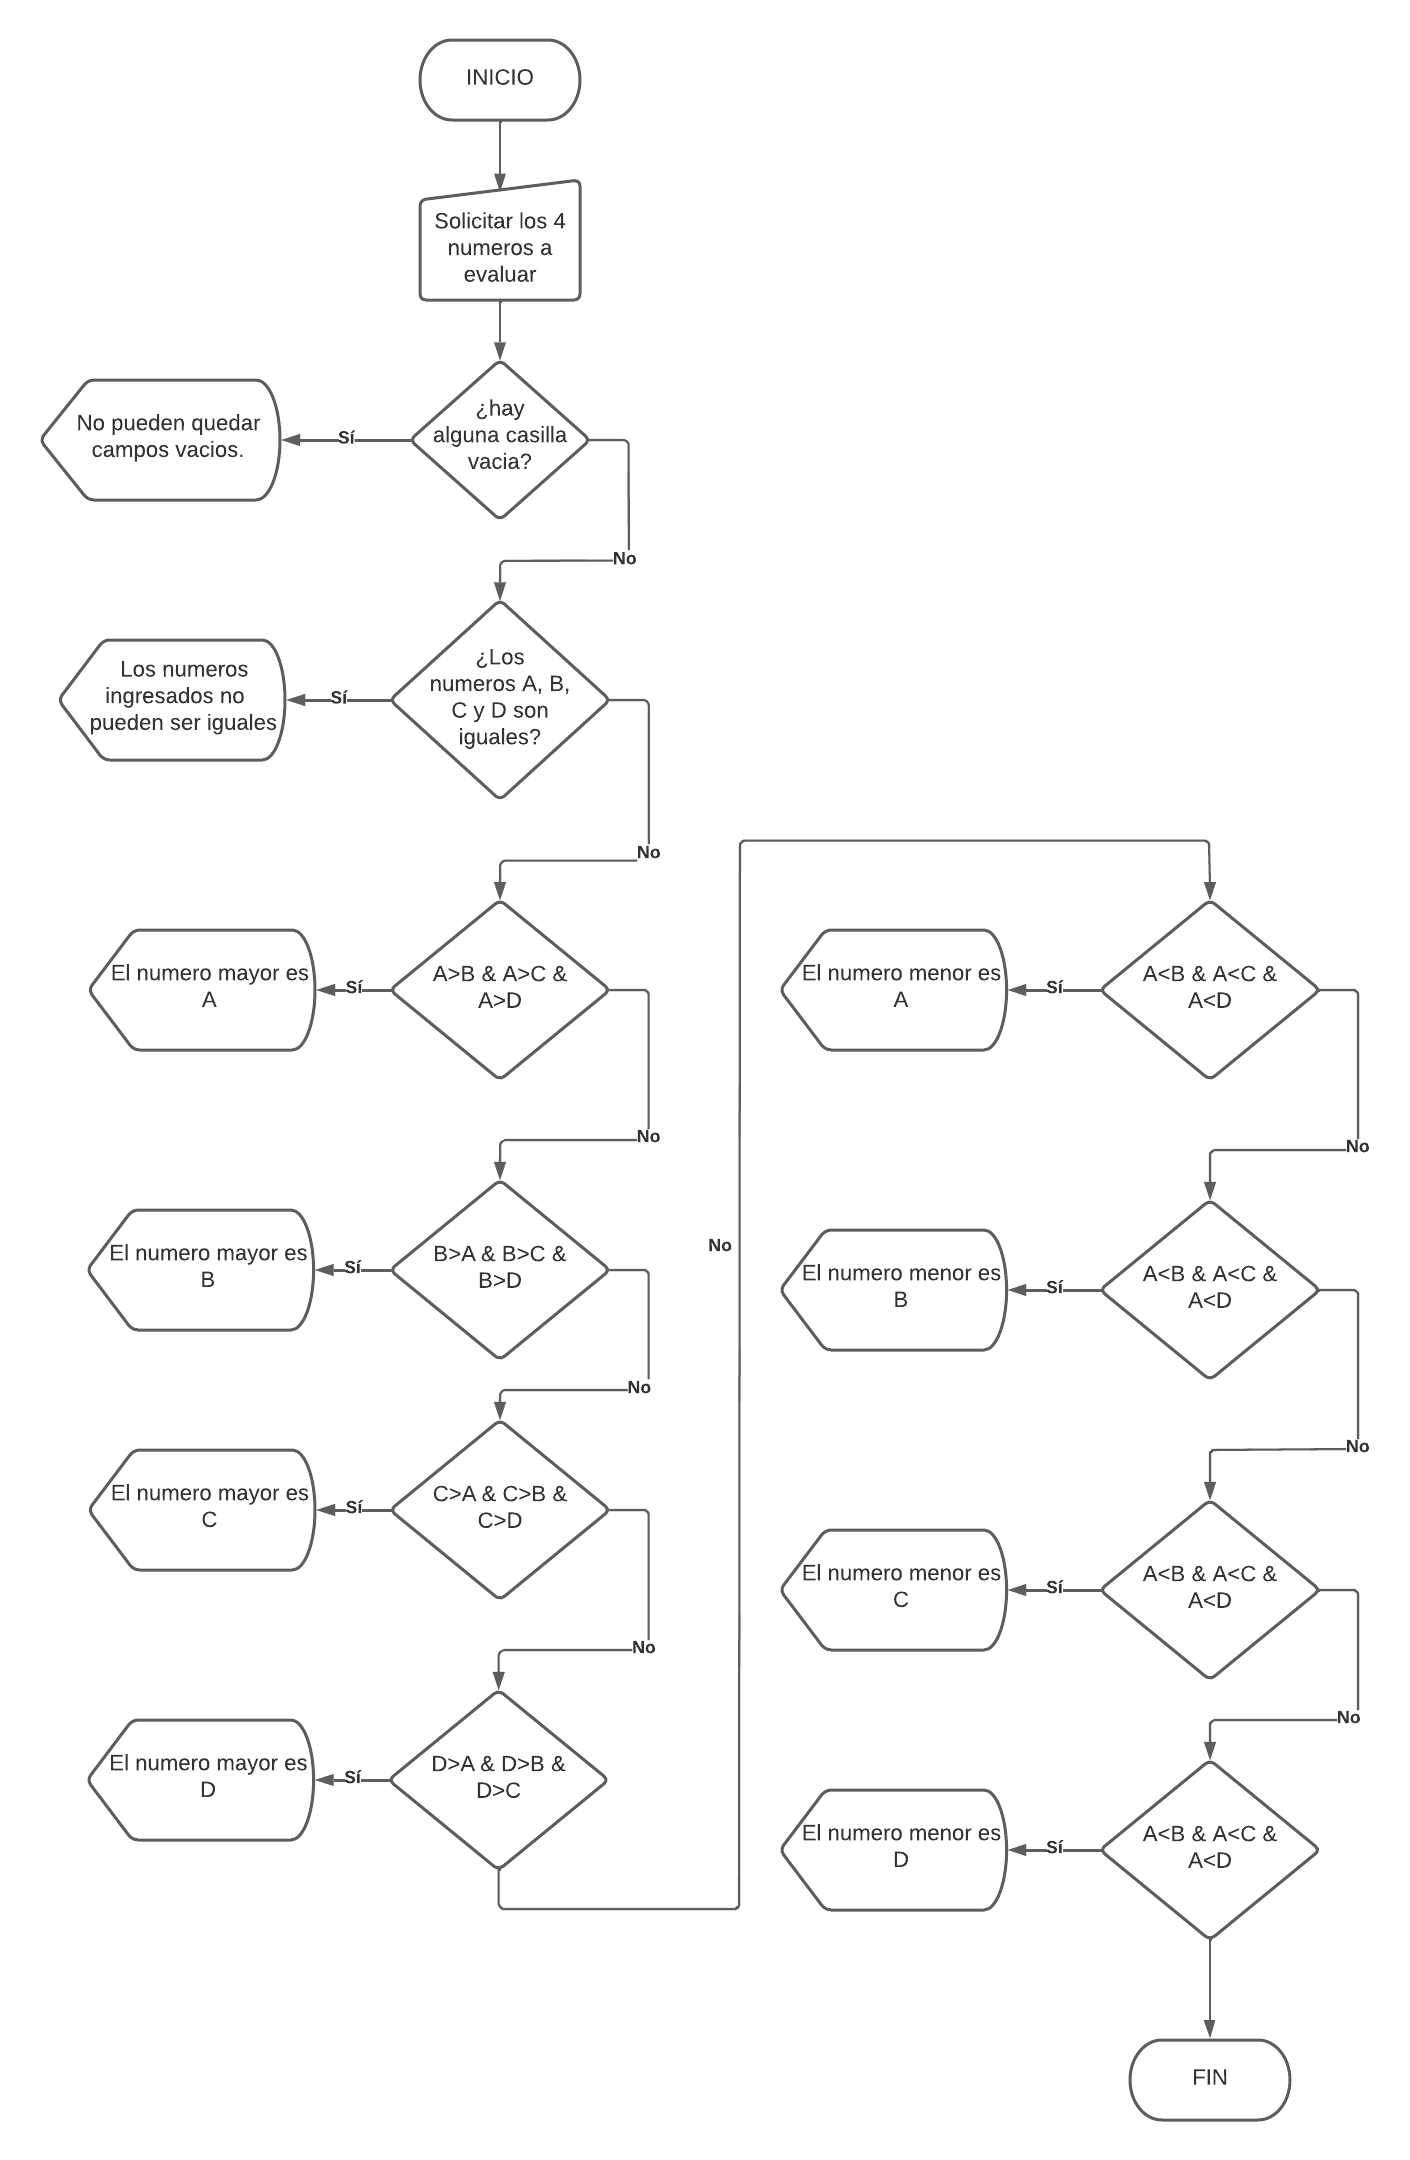 INICIO
Solicitar los 4
numeros a
evaluar
¿hay
alguna casilla
vacia?
Sí
No pueden quedar
campos vacios.
No
¿Los
numeros A, B,
C y D son
iguales?
Sí
Los numeros
ingresados no
pueden ser iguales
No
A>B & A>C &
A>D
Sí
El numero mayor es
A
No
B>A & B>C &
B>D
Sí
El numero mayor es
B
No
C>A & C>B &
C>D
Sí
El numero mayor es
C
No
D>A & D>B &
D>C
Sí
El numero mayor es
D
No
A<B & A<C &
A<D
Sí
El numero menor es
A
No
A<B & A<C &
A<D
Sí
El numero menor es
B
No
A<B & A<C &
A<D
Sí
El numero menor es
C
No
A<B & A<C &
A<D
Sí
El numero menor es
D
FIN